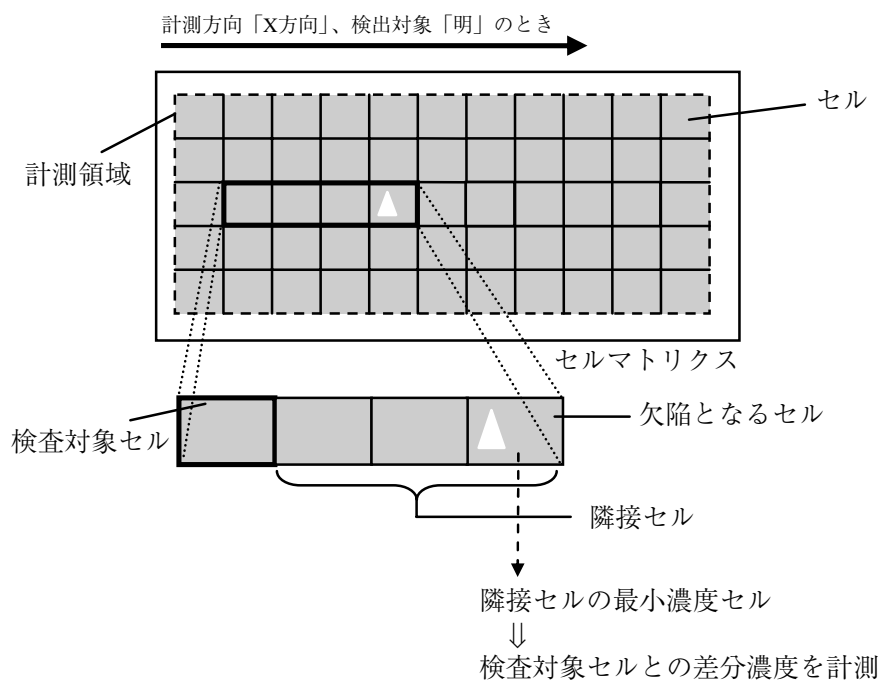 計測方向「X方向」、検出対象「明」のとき
セル
計測領域
セルマトリクス
欠陥となるセル
検査対象セル
隣接セル
隣接セルの最小濃度セル
⇓
検査対象セルとの差分濃度を計測